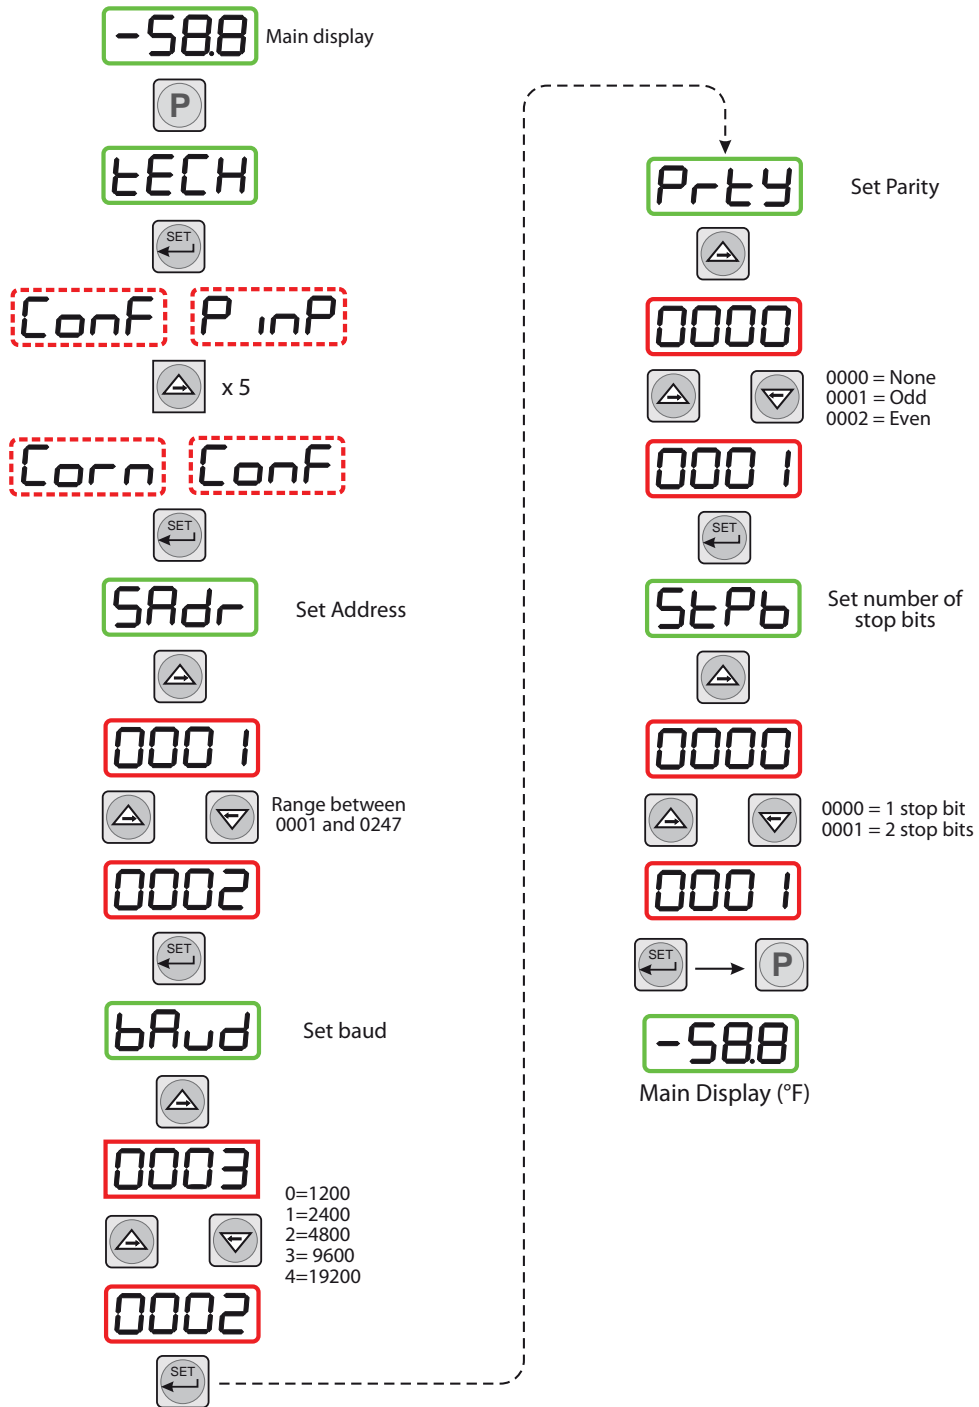 -58.8
Main display
P
tECH
SET
ConF P inP
x 5
Corn ConF
SET
SAdr
Set Address
0001
Range between
0001 and 0247
0002
SET
bAud
Set baud
0003
0=1200
1=2400
2=4800
3= 9600
4=19200
0002
SET
PrtY
Set Parity
0000
0000 = None
0001 = Odd
0002 = Even
0001
SET
StPb
Set number of
stop bits
0000
0000 = 1 stop bit
0001 = 2 stop bits
0001
SET P
-58.8
Main Display (°F)